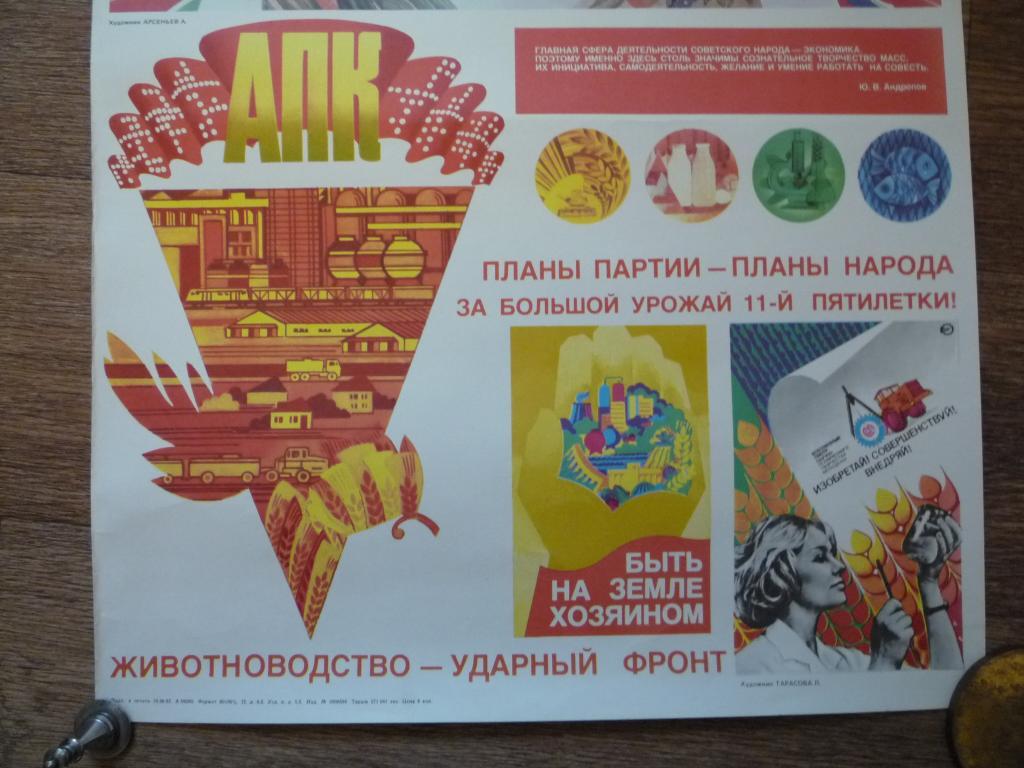 Художник АРСЕНЬЕВ А.
АПК
ГЛАВНАЯ СФЕРА ДЕЯТЕЛЬНОСТИ СОВЕТСКОГО НАРОДА — ЭКОНОМИКА.
ПОЭТОМУ ИМЕННО ЗДЕСЬ СТОЛЬ ЗНАЧИМЫ СОЗНАТЕЛЬНОЕ ТВОРЧЕСТВО МАСС,
ИХ ИНИЦИАТИВА, САМОДЕЯТЕЛЬНОСТЬ, ЖЕЛАНИЕ И УМЕНИЕ РАБОТАТЬ НА СОВЕСТЬ.
Ю. В. Андропов
ПЛАНЫ ПАРТИИ — ПЛАНЫ НАРОДА
ЗА БОЛЬШОЙ УРОЖАЙ 11-Й ПЯТИЛЕТКИ!
ИЗОБРЕТАЙ! СОВЕРШЕНСТВУЙ!
ВНЕДРЯЙ!
БЫТЬ
НА ЗЕМЛЕ
ХОЗЯИНОМ
ЖИВОТНОВОДСТВО — УДАРНЫЙ ФРОНТ
Художник ТАРАСОВА Л.